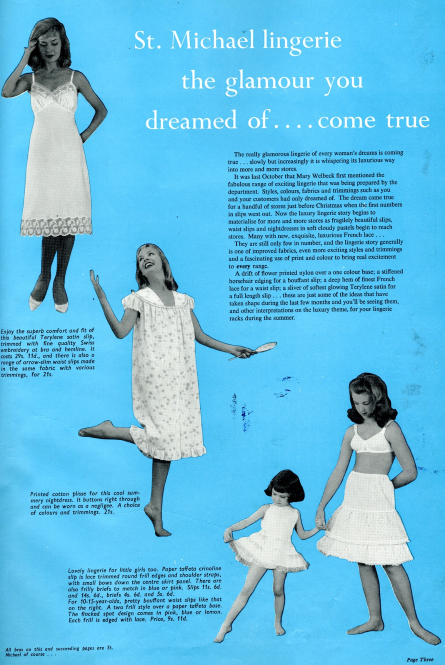 St. Michael lingerie
the glamour you
dreamed of....come true
The really glamorous lingerie of every woman's dreams is coming
true . . . slowly but increasingly it is whispering its luxurious way
into more and more stores.
It was last October that Mary Welbeck first mentioned the
fabulous range of exciting lingerie that was being prepared by the
department. Styles, colours, fabrics and trimmings such as you
and your customers had only dreamed of. The dream came true
for a handful of stores just before Christmas when the first numbers
in slips went out. Now the luxury lingerie story begins to
materialise for more and more stores as fragilely beautiful slips,
waist slips and nightdresses in soft cloudy pastels begin to reach
stores. Many with new, exquisite, luxurious French lace . . .
They are still only few in number, and the lingerie story generally
is one of improved fabrics, even more exciting styles and trimmings
and a fascinating use of print and colour to bring real excitement
to every range.
A drift of flower printed nylon over a one colour base; a stiffened
horsehair edging for a bouffant slip; a deep hem of finest French
lace for a waist slip; a sliver of softest glowing Terylene satin for
a full length slip . . . these are just some of the ideas that have
taken shape during the last few months and you'll be seeing them,
and other interpretations on the luxury theme, for your lingerie
racks during the summer.
Enjoy the superb comfort and fit of
this beautiful Terylene satin slip,
trimmed with fine quality Swiss
embroidery at bra and hemline. It
costs 29s. 11d., and there is also a
range of arrow-slim waist slips made
in the same fabric with various
trimmings, for 21s.
Printed cotton plisse for this cool sum-
mery nightdress. It buttons right through
and can be worn as a negligee. A choice
of colours and trimmings. 21s.
Lovely lingerie for little girls too. Paper taffeta crinoline
slip is lace trimmed round frill edges and shoulder straps,
with small bows down the centre skirt panel. There are
also frilly briefs to match in blue or pink. Slips 11s. 6d.
and 14s. 6d., briefs 4s. 6d. and 5s. 6d.
For 10-15-year-olds, pretty bouffant waist slips like that
on the right. A two frill style over a paper taffeta base.
The flocked spot design comes in pink, blue or lemon.
Each frill is edged with lace. Price, 9s. 11d.
All bras on this and succeeding pages are St.
Michael of course . . .
Page Three